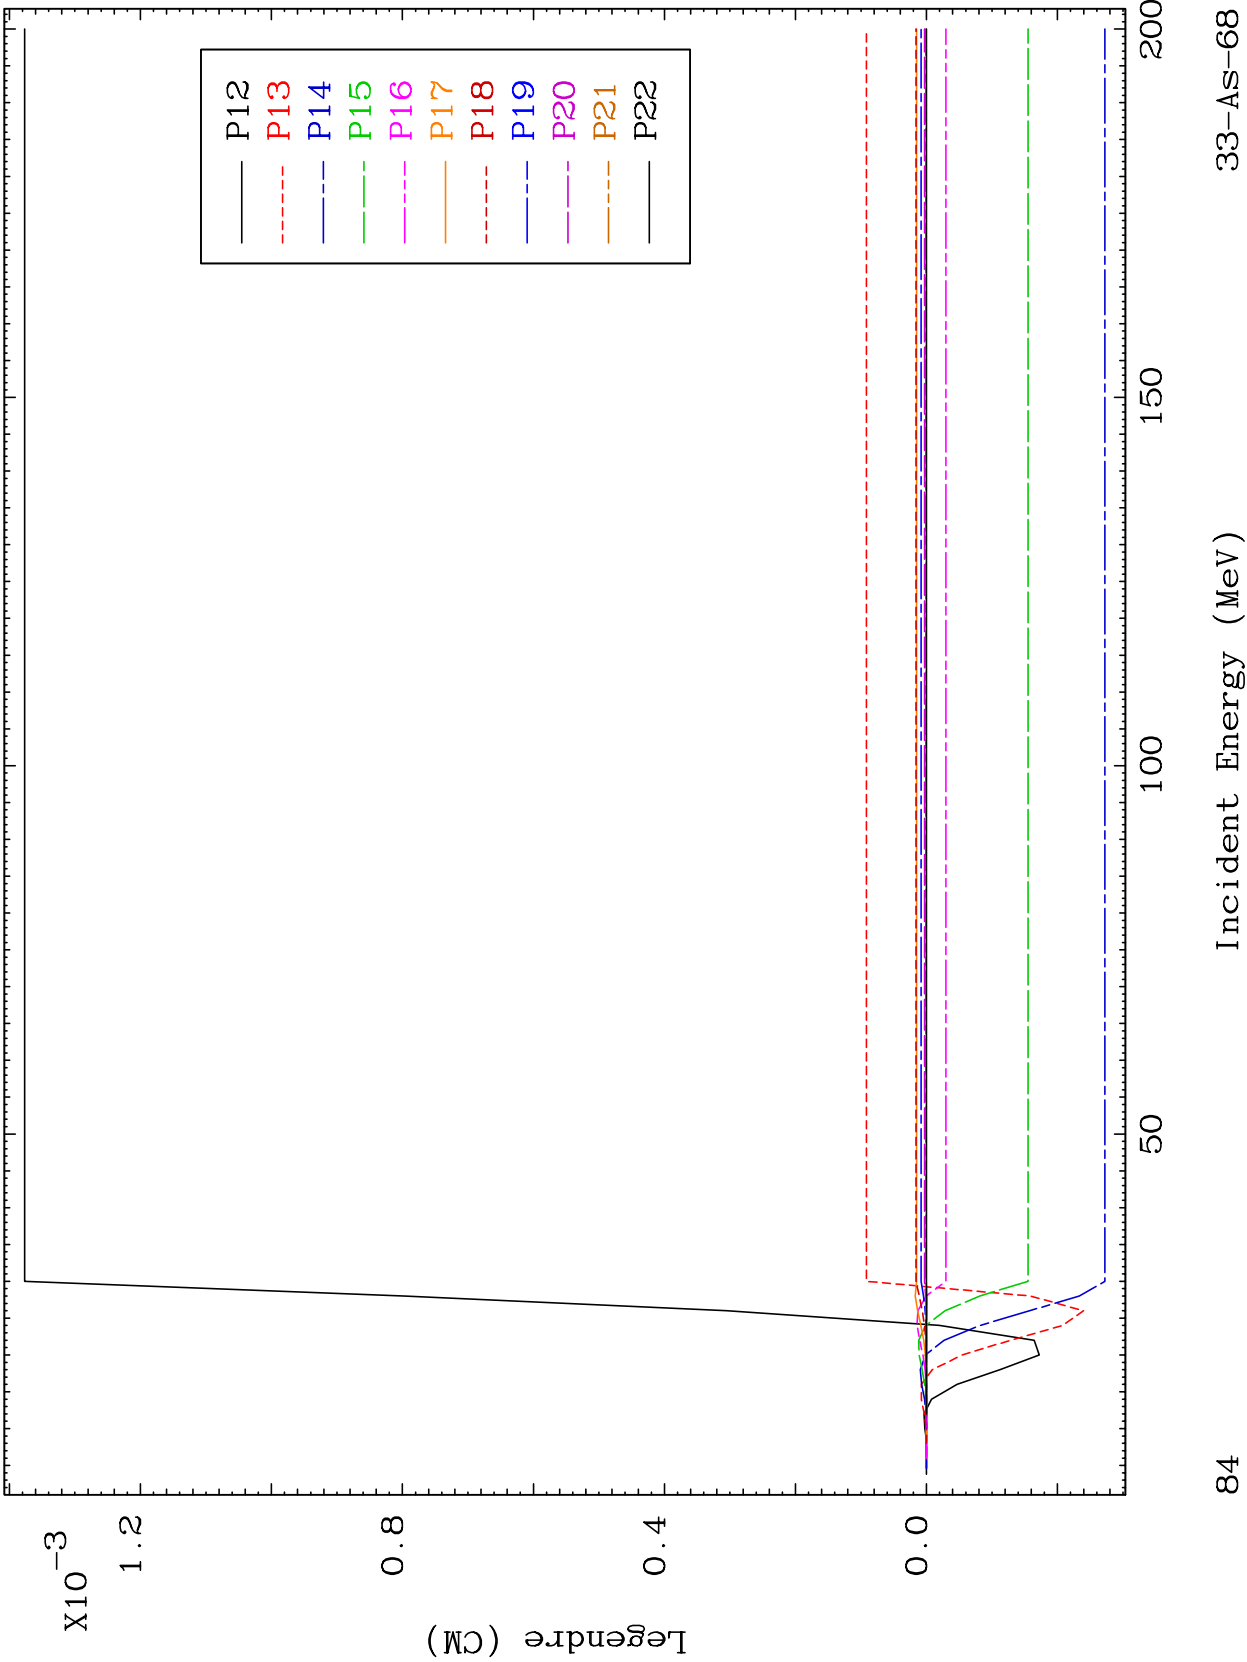 X10-3
1.2
0.8
0.4
0.0
Legendre (CM)
P12
P13
P14
P15
P16
P17
P18
P19
P20
P21
P22
50
100
150
200
84
Incident Energy (MeV)
33-As-68